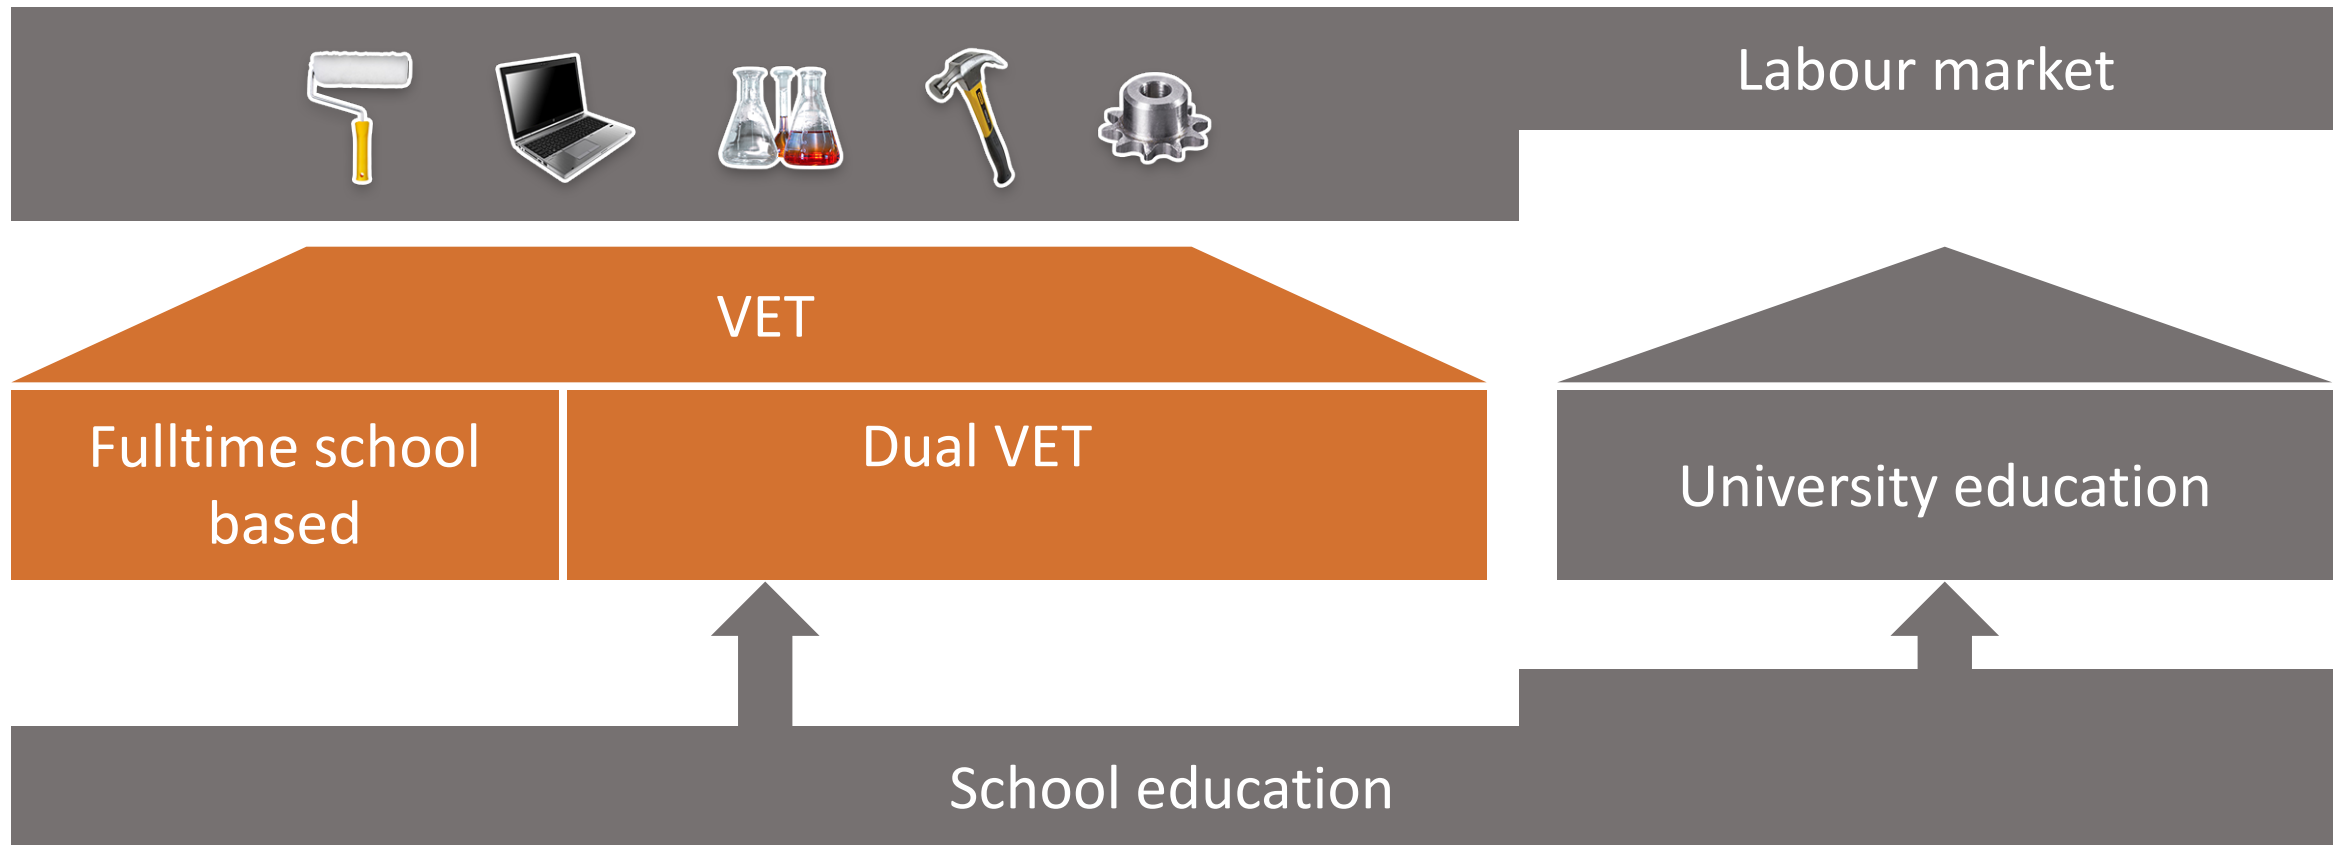 Labour market
VET
Fulltime school
based
Dual VET
University education
School education